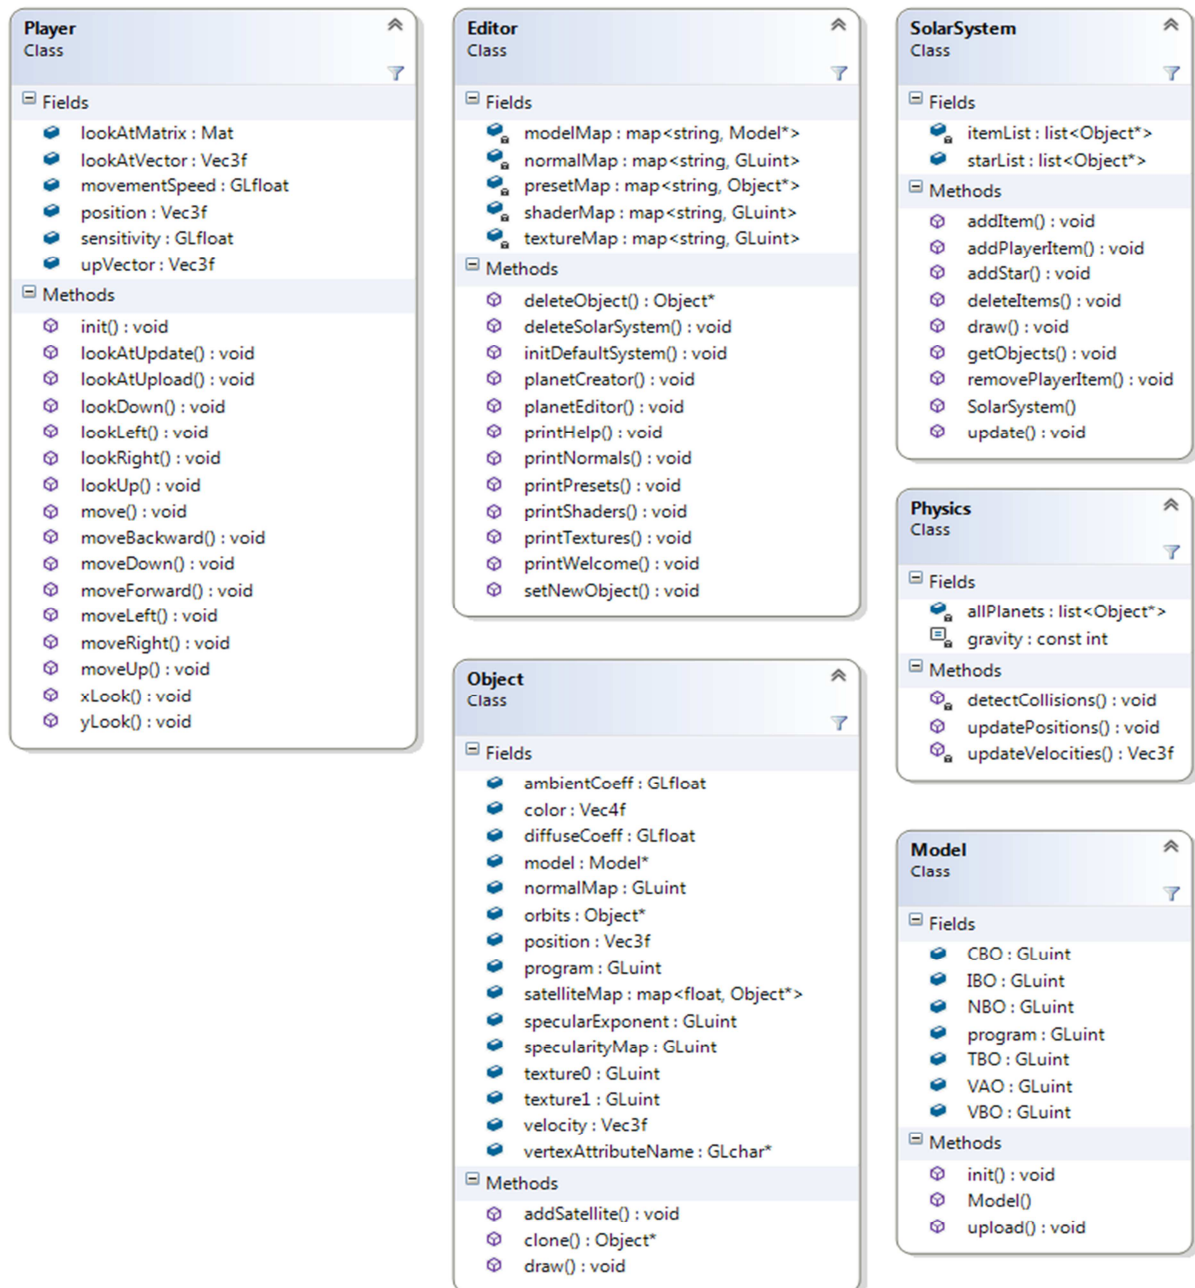 Player
Class
Fields
lookAtMatrix : Mat
lookAtVector : Vec3f
movementSpeed : GLfloat
position : Vec3f
sensitivity : GLfloat
upVector : Vec3f
Methods
init() : void
lookAtUpdate() : void
lookAtUpload() : void
lookDown() : void
lookLeft() : void
lookRight() : void
lookUp() : void
move() : void
moveBackward() : void
moveDown() : void
moveForward() : void
moveLeft() : void
moveRight() : void
moveUp() : void
xLook() : void
yLook() : void
Editor
Class
Fields
modelMap : map<string, Model*>
normalMap : map<string, GLuint>
presetMap : map<string, Object*>
shaderMap : map<string, GLuint>
textureMap : map<string, GLuint>
Methods
deleteObject() : Object*
deleteSolarSystem() : void
initDefaultSystem() : void
planetCreator() : void
planetEditor() : void
printHelp() : void
printNormals() : void
printPresets() : void
printShaders() : void
printTextures() : void
printWelcome() : void
setNewObject() : void
Object
Class
Fields
ambientCoeff : GLfloat
color : Vec4f
diffuseCoeff : GLfloat
model : Model*
normalMap : GLuint
orbits : Object*
position : Vec3f
program : GLuint
satelliteMap : map<float, Object*>
specularExponent : GLuint
specularityMap : GLuint
texture0 : GLuint
texture1 : GLuint
velocity : Vec3f
vertexAttributeName : GLchar*
Methods
addSatellite() : void
clone() : Object*
draw() : void
SolarSystem
Class
Fields
itemList : list<Object*>
starList : list<Object*>
Methods
addItem() : void
addPlayerItem() : void
addStar() : void
deleteItems() : void
draw() : void
getObjects() : void
removePlayerItem() : void
SolarSystem()
update() : void
Physics
Class
Fields
allPlanets : list<Object*>
gravity : const int
Methods
detectCollisions() : void
updatePositions() : void
updateVelocities() : Vec3f
Model
Class
Fields
CBO : GLuint
IBO : GLuint
NBO : GLuint
program : GLuint
TBO : GLuint
VAO : GLuint
VBO : GLuint
Methods
init() : void
Model()
upload() : void